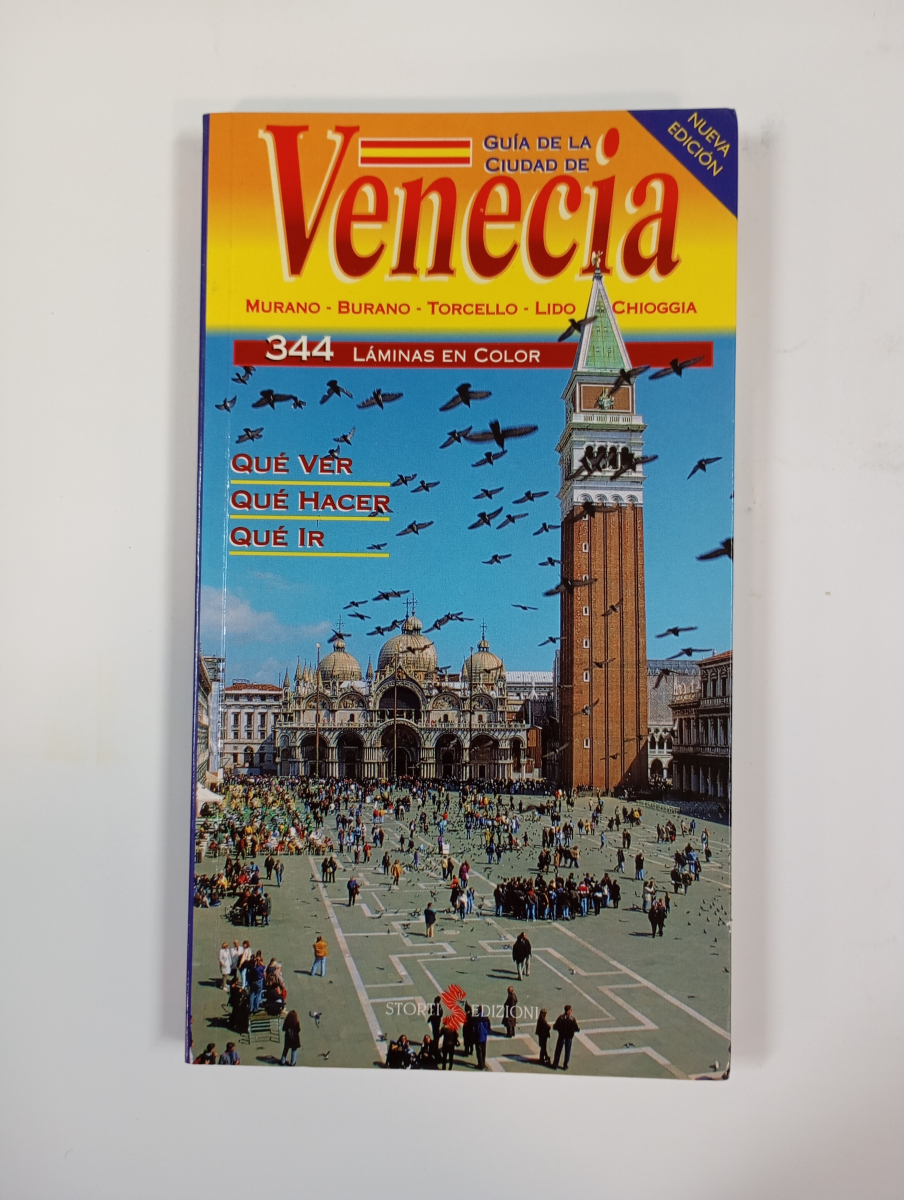 NUEVA
EDICIÓN
GUÍA DE LA
CIUDAD DE
Venecia
MURANO - BURANO - TORCELLO - LIDO CHIOGGIA
344 LÁMINAS EN COLOR
QUÉ VER
QUÉ HACER
QUÉ IR
STORTI EDIZIONI